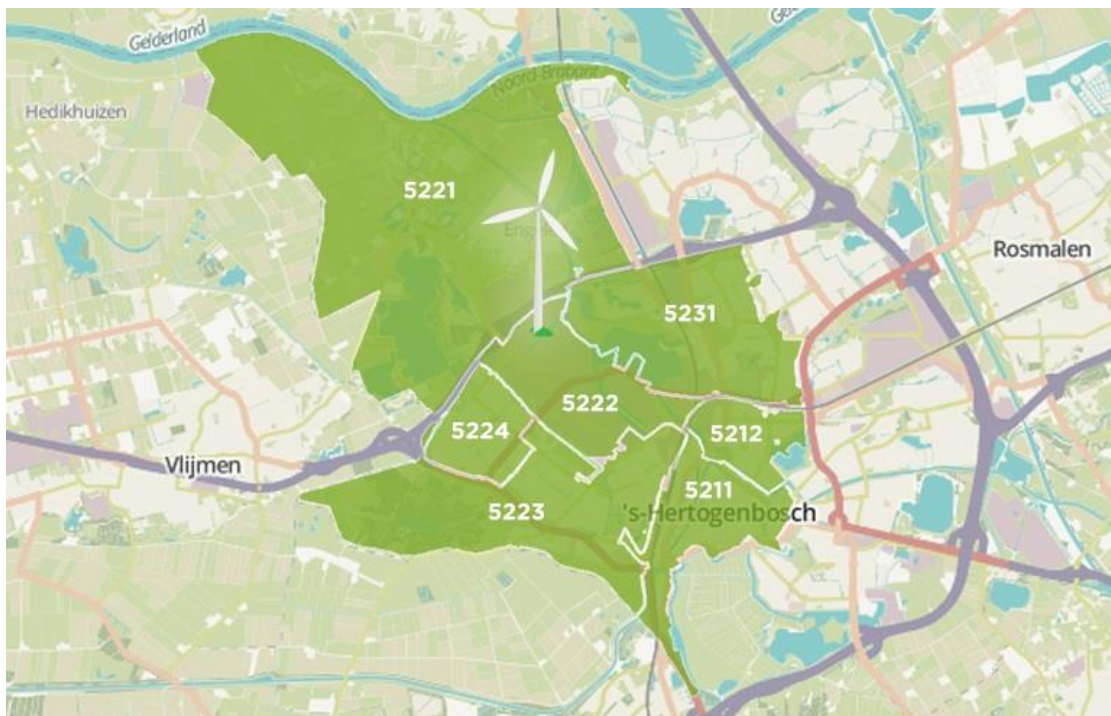 Gelderland
Noord-Brabant
Hedikhuizen
5221
Rosmalen
5231
5222
5224
5212
Vlijmen
5211
5223
's-Hertogenbosch